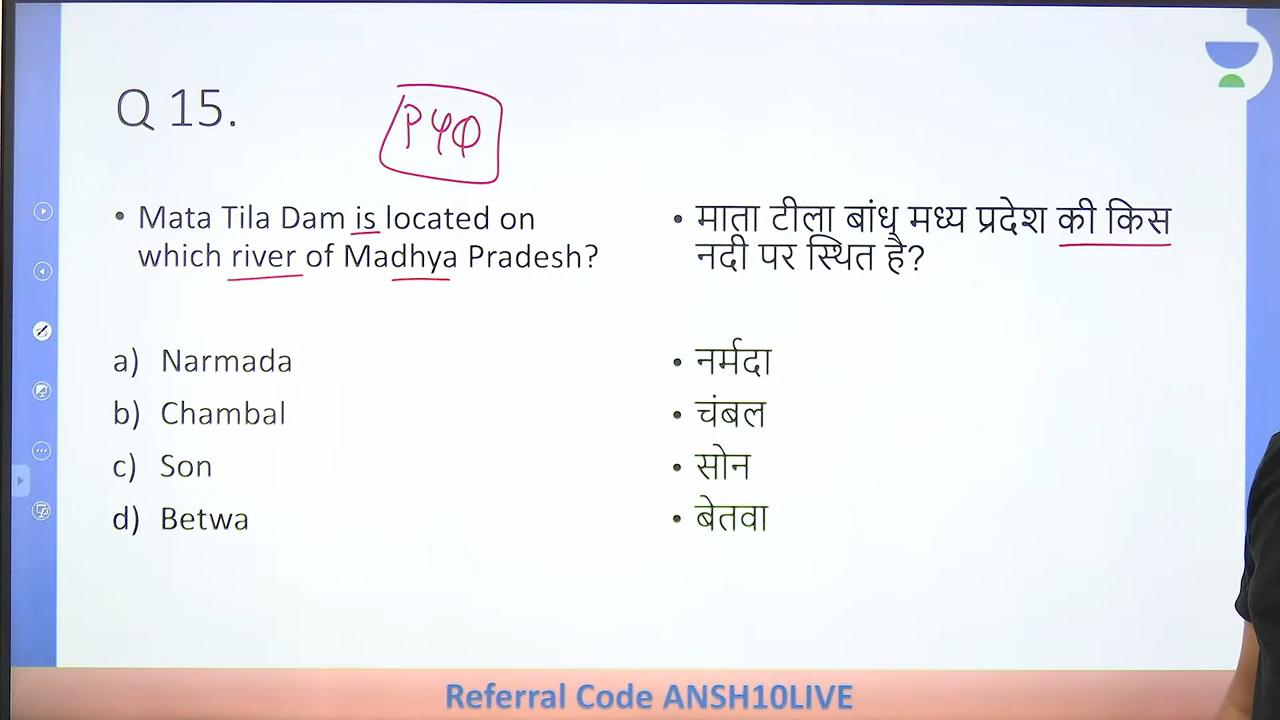 Q 15.
PYQ
• Mata Tila Dam is located on
which river of Madhya Pradesh?
a) Narmada
b) Chambal
c) Son
d) Betwa
• माता टीला बांध मध्य प्रदेश की किस
नदी पर स्थित है?
• नर्मदा
• चंबल
• सोन
• बेतवा
Referral Code ANSH10LIVE